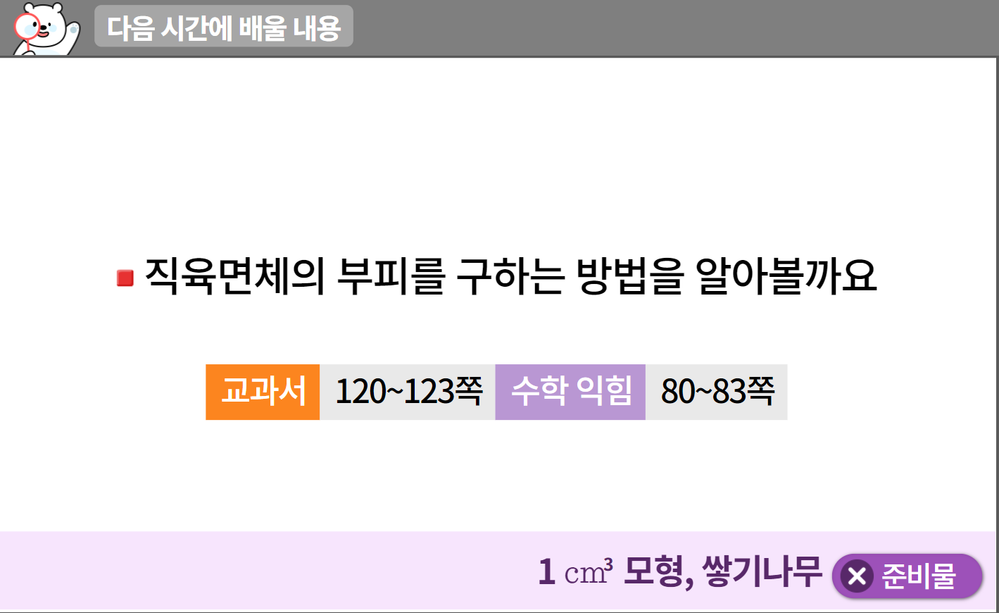 다음 시간에 배울 내용
직육면체의 부피를 구하는 방법을 알아볼까요
교과서 120~123쪽 수학 익힘 80~83쪽
1 cm³ 모형, 쌓기나무 준비물